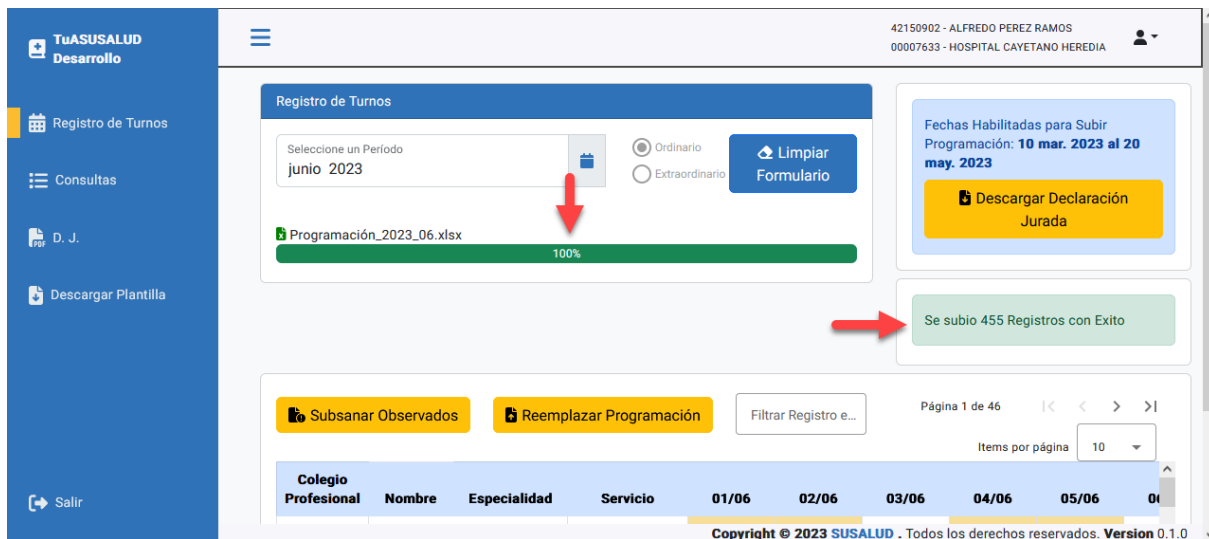 TuASUSALUD
Desarrollo
42150902 - ALFREDO PEREZ RAMOS
00007633 - HOSPITAL CAYETANO HEREDIA
Registro de Turnos
Consultas
D. J.
Descargar Plantilla
Salir
Registro de Turnos
Seleccione un Período
junio 2023
Ordinario
Extraordinario
Limpiar
Formulario
Programación_2023_06.xlsx
100%
Fechas Habilitadas para Subir
Programación: 10 mar. 2023 al 20
may. 2023
Descargar Declaración
Jurada
Se subio 455 Registros con Exito
Subsanar Observados
Reemplazar Programación
Filtrar Registro e...
Página 1 de 46
Items por página 10
Colegio
Profesional Nombre Especialidad Servicio 01/06 02/06 03/06 04/06 05/06
Copyright © 2023 SUSALUD . Todos los derechos reservados. Version 0.1.0